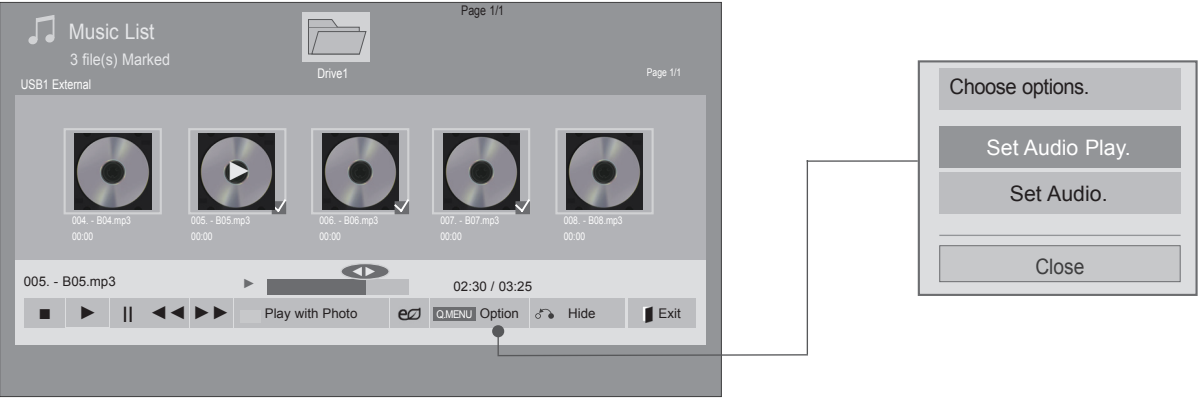 Page 1/1
Music List
3 file(s) Marked
Drive1
Page 1/1
USB1 External
004. - B04.mp3 005. - B05.mp3 006. - B06.mp3 007. - B07.mp3 008. - B08.mp3
00:00 00:00 00:00 00:00 00:00
005. - B05.mp3 02:30 / 03:25
Play with Photo e Q.MENU Option Hide Exit
Choose options.
Set Audio Play.
Set Audio.
Close